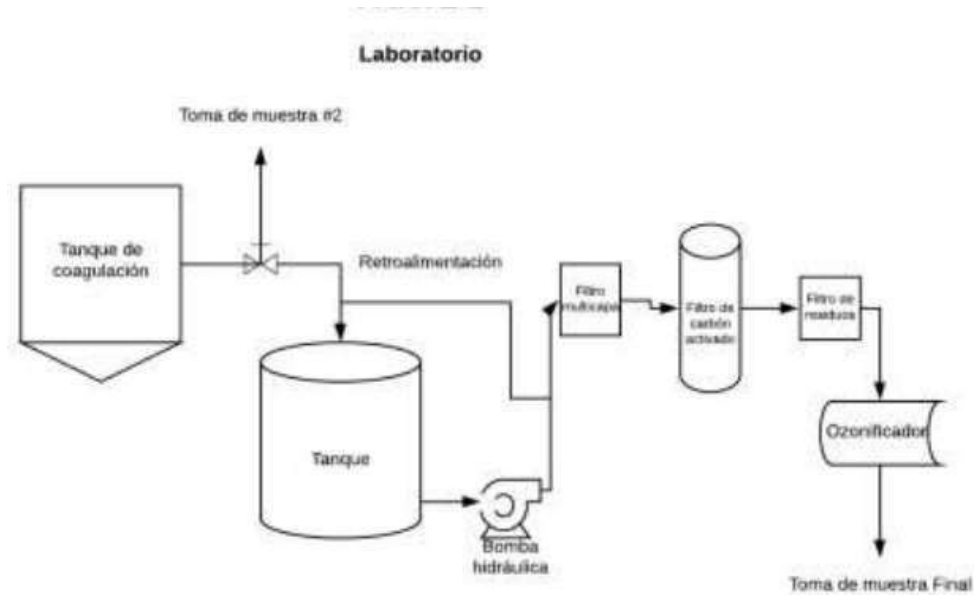 Laboratorio
Toma de muestra #2
Tanque de
coagulación
Retroalimentación
Filtro
multicapa
Filtro de
carbón
activado
Filtro de
residuos
Ozonificador
Tanque
Bomba
hidráulica
Toma de muestra Final